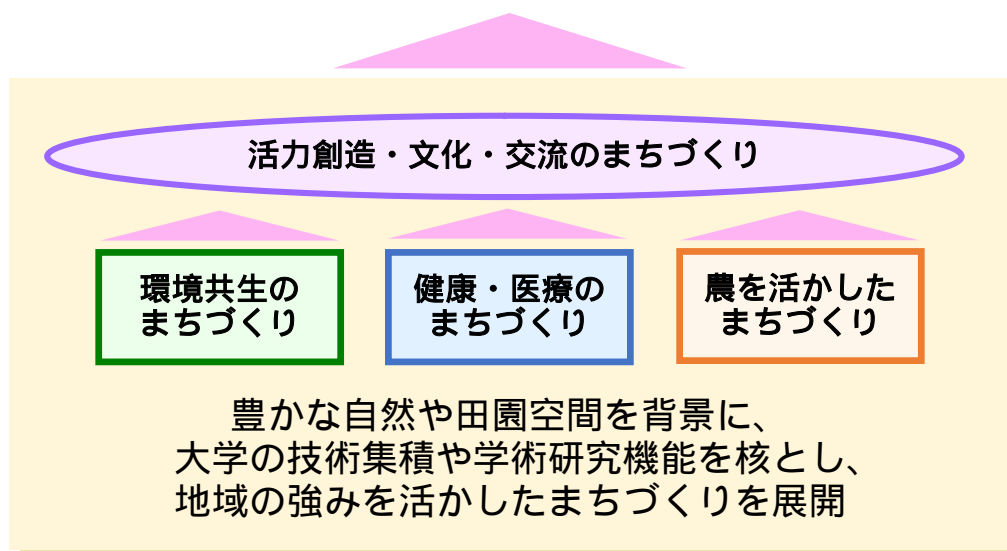 活力創造・文化・交流のまちづくり
環境共生の
まちづくり
健康・医療の
まちづくり
農を活かした
まちづくり
豊かな自然や田園空間を背景に、
大学の技術集積や学術研究機能を核とし、
地域の強みを活かしたまちづくりを展開